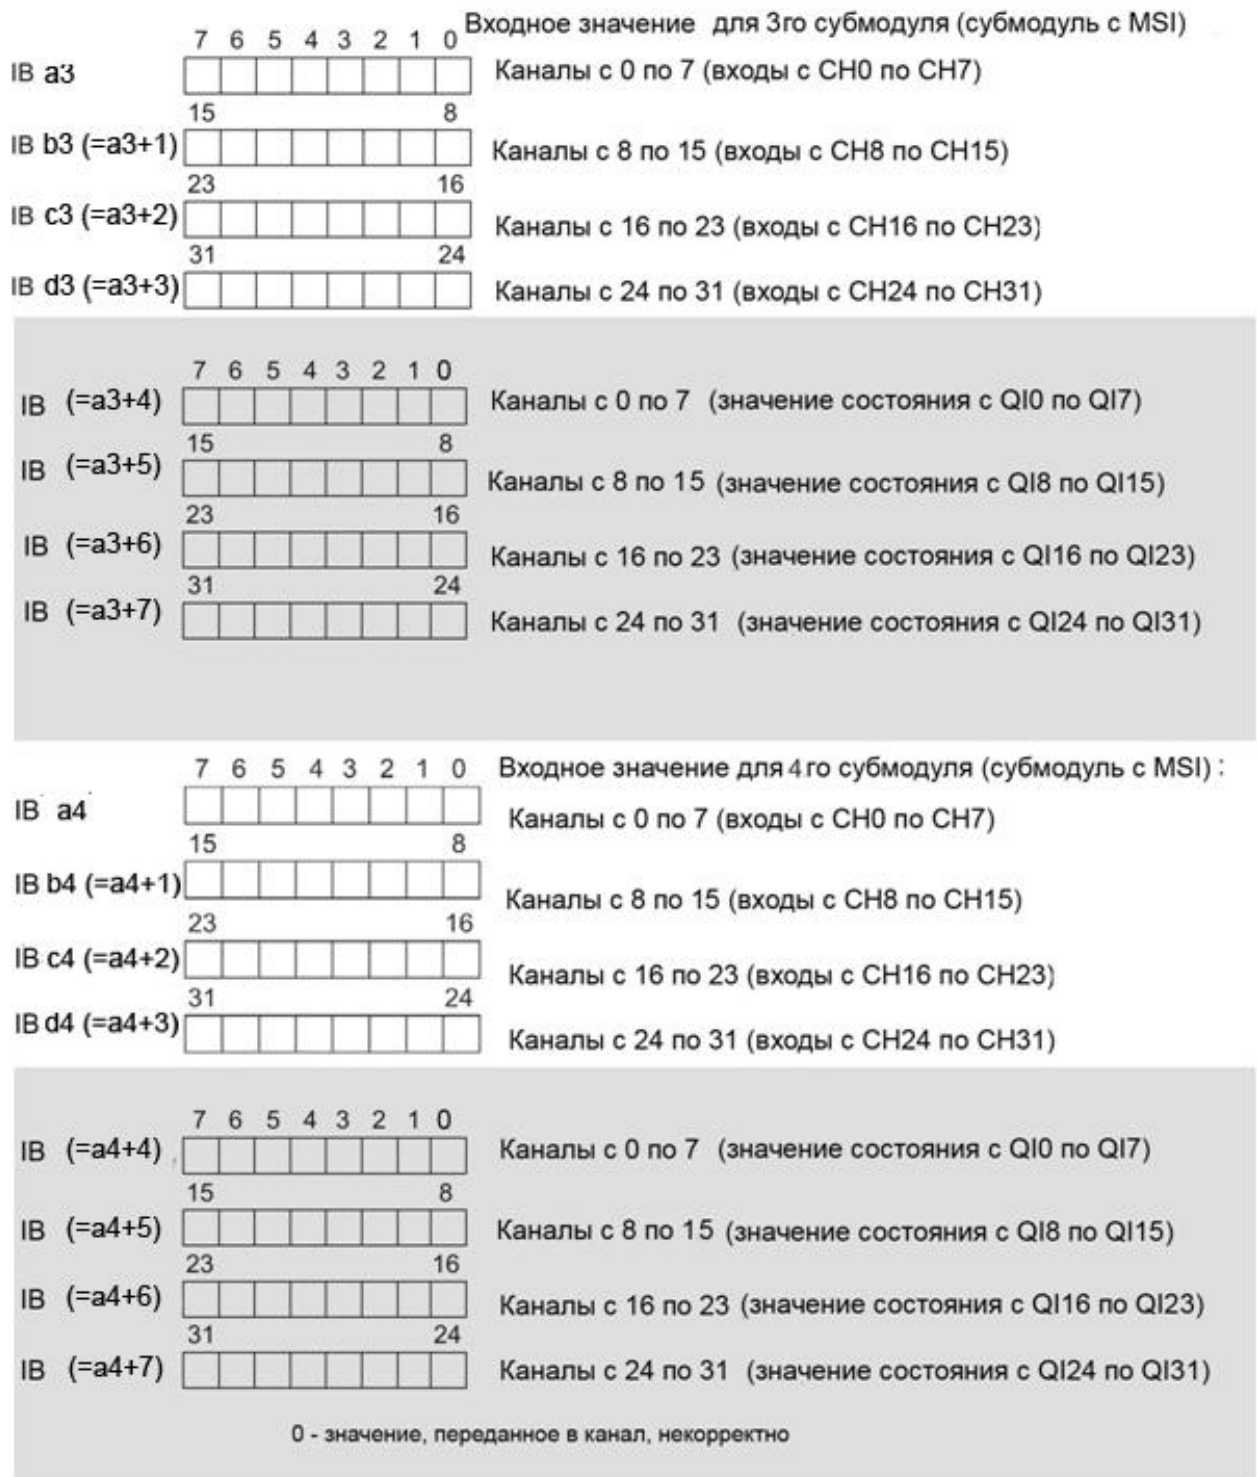 Входное значение для 3го субмодуля (субмодуль с MSI)
7 6 5 4 3 2 1 0
IB a3 Каналы с 0 по 7 (входы с CH0 по CH7)
15 8
IB b3 (=a3+1) Каналы с 8 по 15 (входы с CH8 по CH15)
23 16
IB c3 (=a3+2) Каналы с 16 по 23 (входы с CH16 по CH23)
31 24
IB d3 (=a3+3) Каналы с 24 по 31 (входы с CH24 по CH31)
7 6 5 4 3 2 1 0
IB (=a3+4) Каналы с 0 по 7 (значение состояния с QI0 по QI7)
15 8
IB (=a3+5) Каналы с 8 по 15 (значение состояния с QI8 по QI15)
23 16
IB (=a3+6) Каналы с 16 по 23 (значение состояния с QI16 по QI23)
31 24
IB (=a3+7) Каналы с 24 по 31 (значение состояния с QI24 по QI31)
7 6 5 4 3 2 1 0 Входное значение для 4го субмодуля (субмодуль с MSI) :
IB a4 Каналы с 0 по 7 (входы с CH0 по CH7)
15 8
IB b4 (=a4+1) Каналы с 8 по 15 (входы с CH8 по CH15)
23 16
IB c4 (=a4+2) Каналы с 16 по 23 (входы с CH16 по CH23)
31 24
IB d4 (=a4+3) Каналы с 24 по 31 (входы с CH24 по CH31)
7 6 5 4 3 2 1 0
IB (=a4+4) Каналы с 0 по 7 (значение состояния с QI0 по QI7)
15 8
IB (=a4+5) Каналы с 8 по 15 (значение состояния с QI8 по QI15)
23 16
IB (=a4+6) Каналы с 16 по 23 (значение состояния с QI16 по QI23)
31 24
IB (=a4+7) Каналы с 24 по 31 (значение состояния с QI24 по QI31)
0 - значение, переданное в канал, некорректно